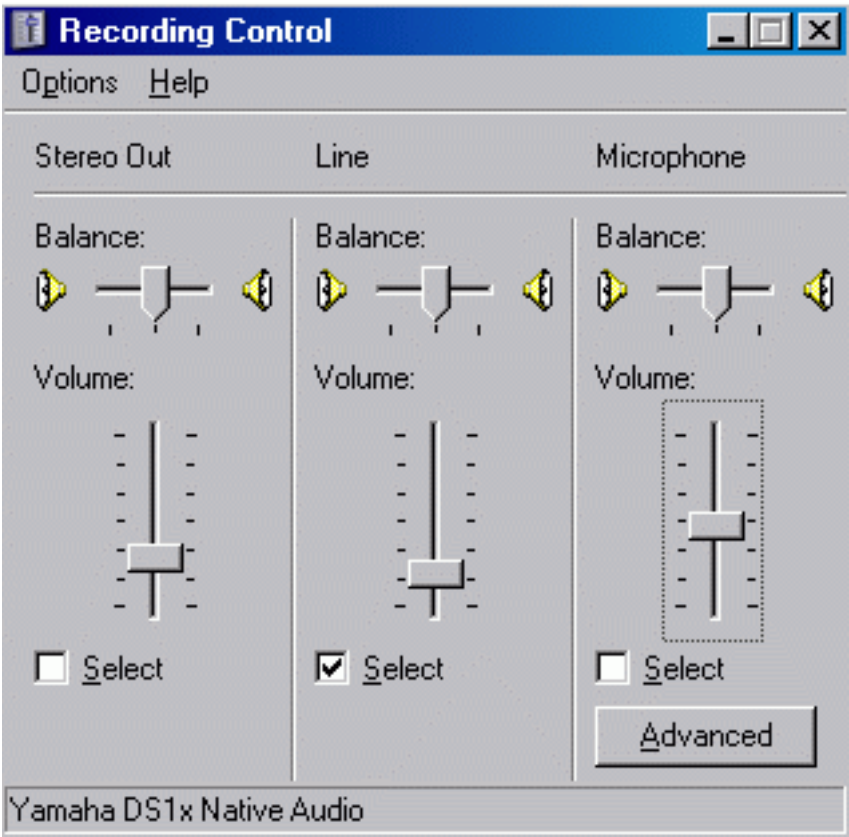 Recording Control
Options Help
Stereo Out Line Microphone
Balance: Balance: Balance:
Volume: Volume: Volume:
Select Select Select
Advanced
Yamaha DS1x Native Audio